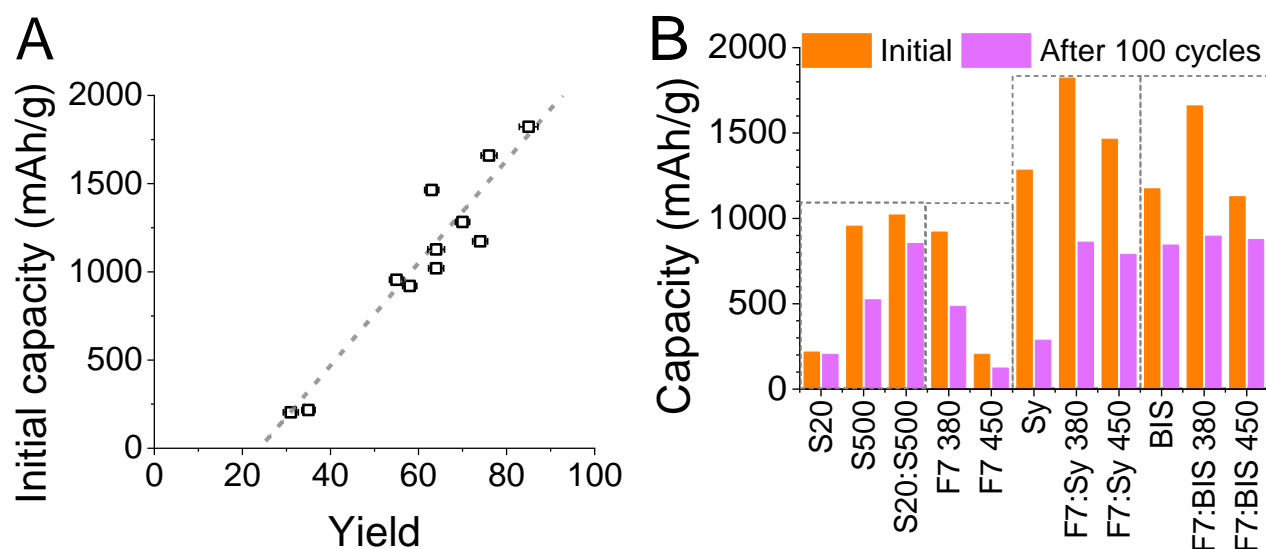 A
Initial capacity (mAh/g)
2000
1500
1000
500
0
0 20 40 60 80 100
Yield
B
Capacity (mAh/g)
Initial After 100 cycles
2000
1500
1000
500
0
S20
S500
S20:S500
F7 380
F7 450
Sy
F7:Sy 380
F7:Sy 450
BIS
F7:BIS 380
F7:BIS 450